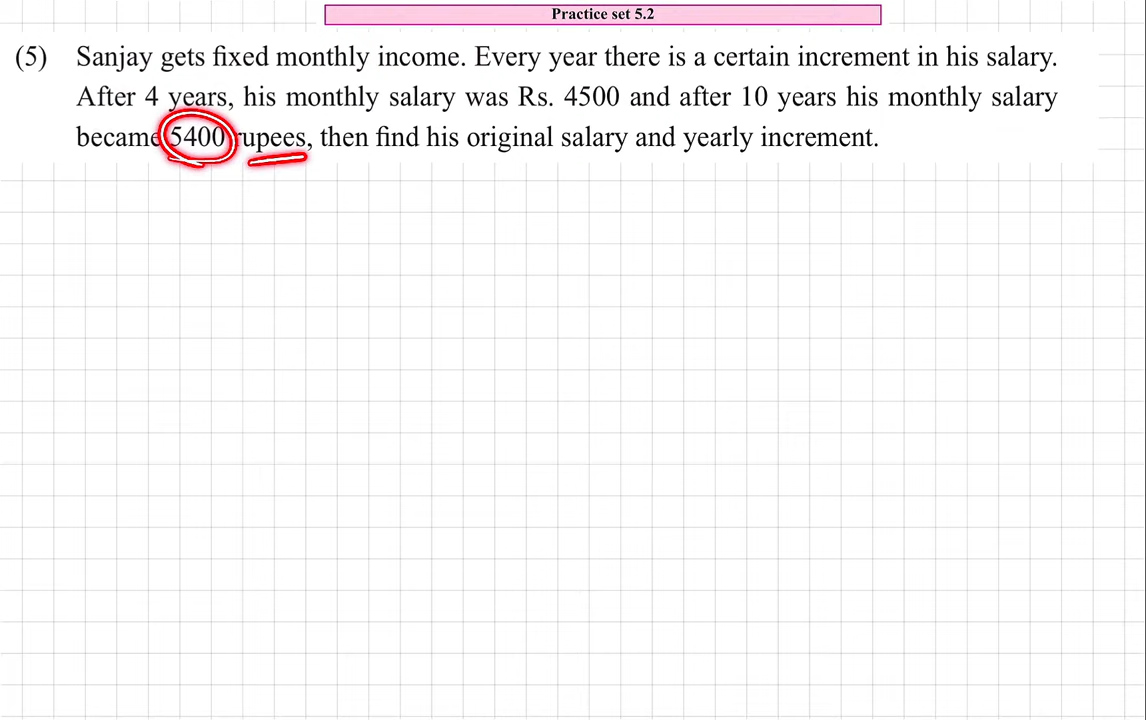 Practice set 5.2
(5) Sanjay gets fixed monthly income. Every year there is a certain increment in his salary.
After 4 years, his monthly salary was Rs. 4500 and after 10 years his monthly salary
became 5400 rupees, then find his original salary and yearly increment.